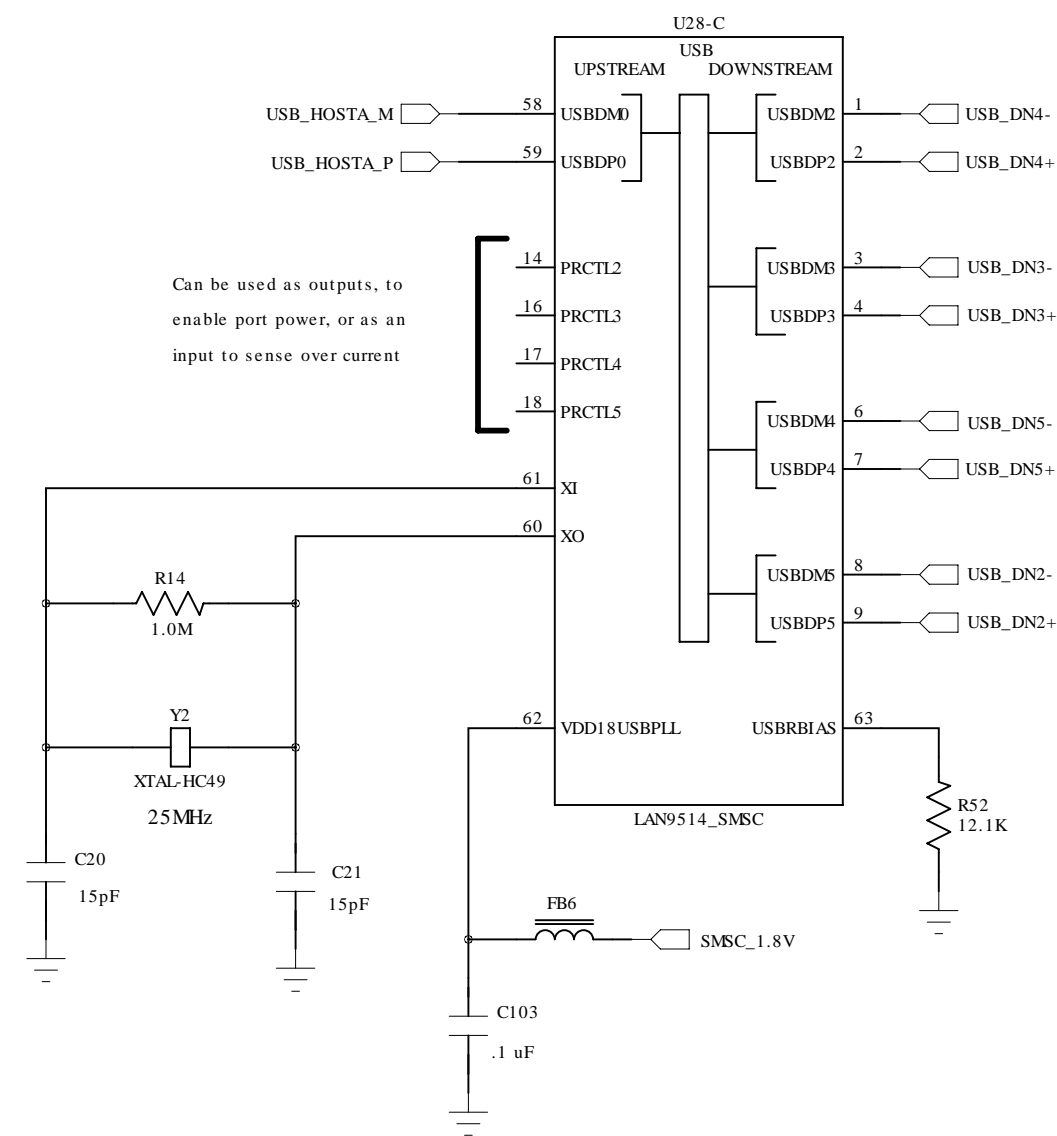 U28-C
USB
UPSTREAM DOWNSTREAM
USB_HOSTA_M 58 USBDM0 USBDM2 1 USB_DN4-
USB_HOSTA_P 59 USBDP0 USBDP2 2 USB_DN4+
14 PRCTL2 USBDM3 3 USB_DN3-
Can be used as outputs, to
enable port power, or as an
input to sense over current
16 PRCTL3 USBDP3 4 USB_DN3+
17 PRCTL4
18 PRCTL5 USBDM4 6 USB_DN5-
USBDP4 7 USB_DN5+
61 XI
60 XO
USBDM5 8 USB_DN2-
USBDP5 9 USB_DN2+
R14
1.0M
Y2
XTAL-HC49
25MHz
62 VDD18USBPLL USBRBIAS 63
R52
12.1K
LAN9514_SMSC
C20
15pF
C21
15pF
FB6
SMSC_1.8V
C103
.1 uF